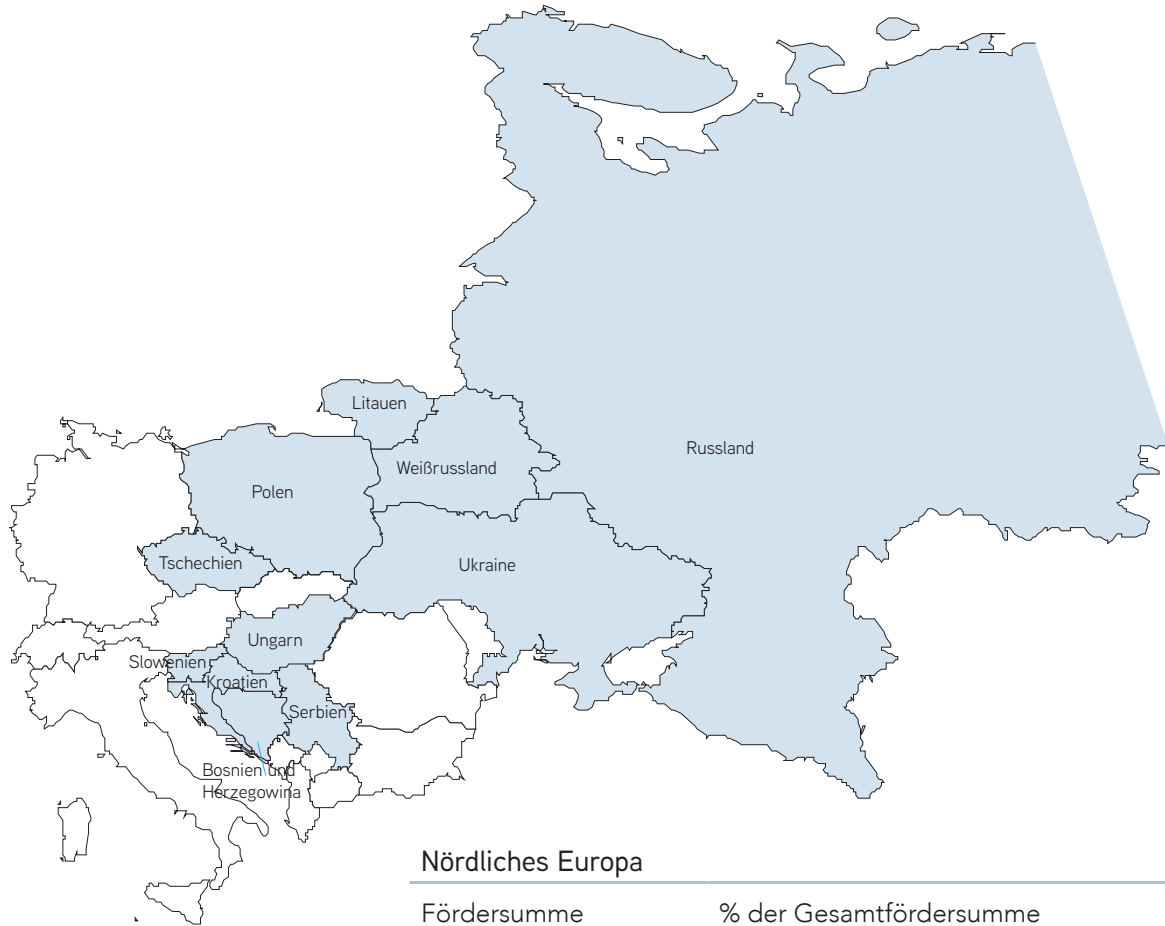 Litauen
Russland
Weißrussland
Polen
Tschechien
Ukraine
Ungarn
Slowenien
Kroatien
Serbien
Bosnien und
Herzegowina
Nördliches Europa
Fördersumme % der Gesamtfördersumme